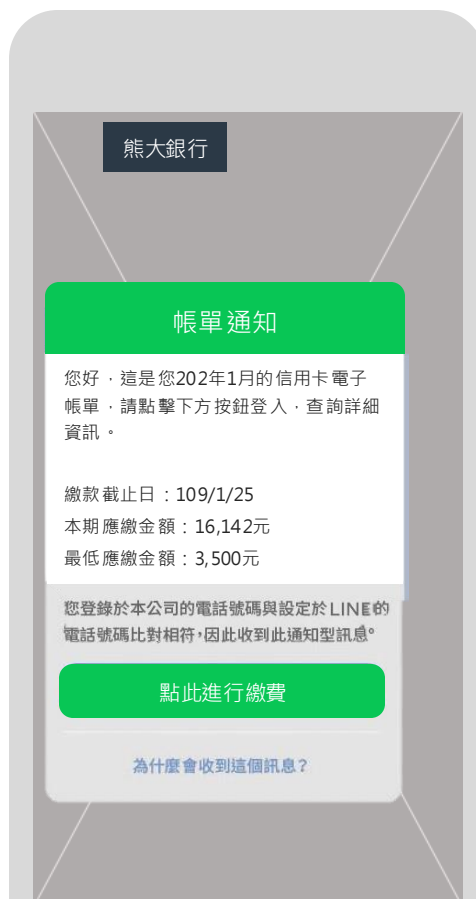 熊大銀行
帳單通知
您好，這是您202年1月的信用卡電子
帳單，請點擊下方按鈕登入，查詢詳細
資訊。
繳款截止日：109/1/25
本期應繳金額：16,142元
最低應繳金額：3,500元
您登錄於本公司的電話號碼與設定於LINE的
電話號碼比對相符，因此收到此通知型訊息。
點此進行繳費
為什麼會收到這個訊息？